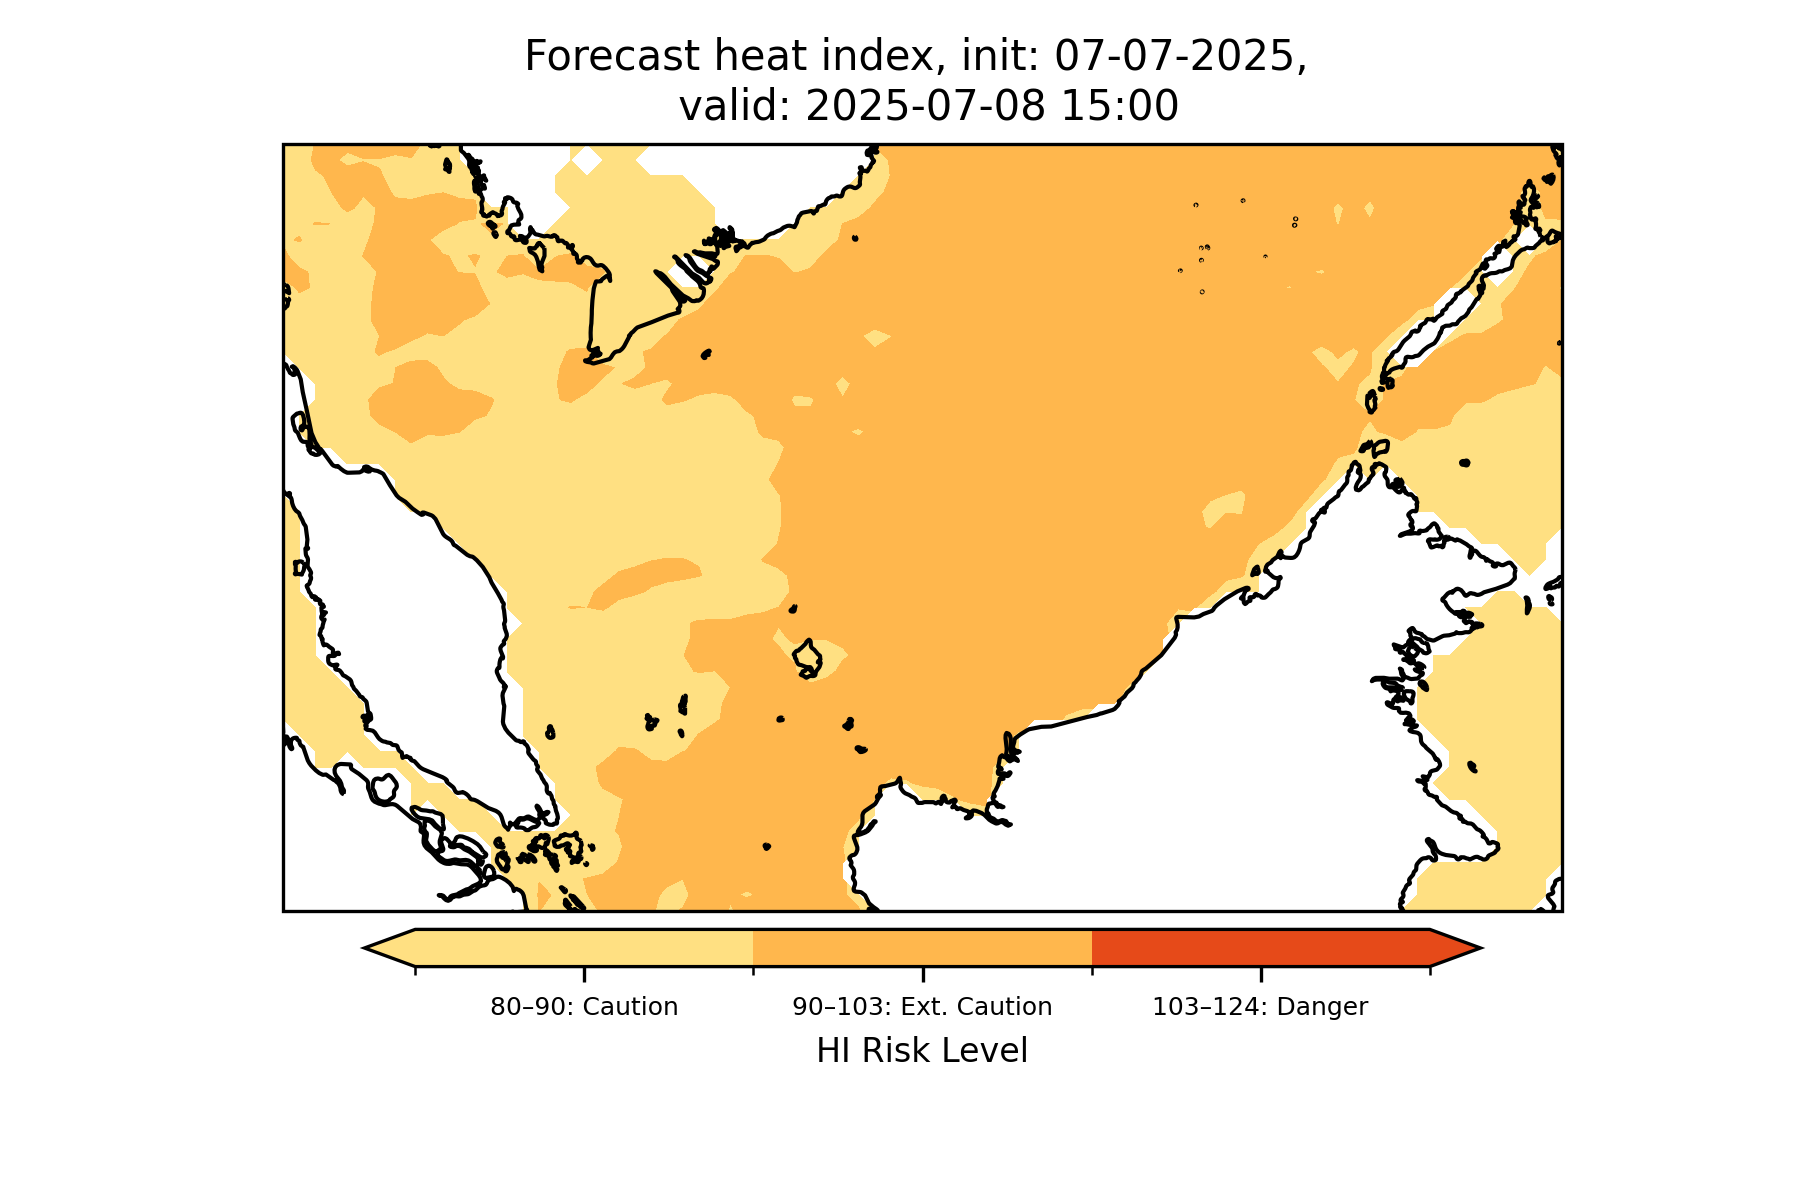 Forecast heat index, init: 07-07-2025,
valid: 2025-07-08 15:00
80–90: Caution
90–103: Ext. Caution
103–124: Danger
HI Risk Level